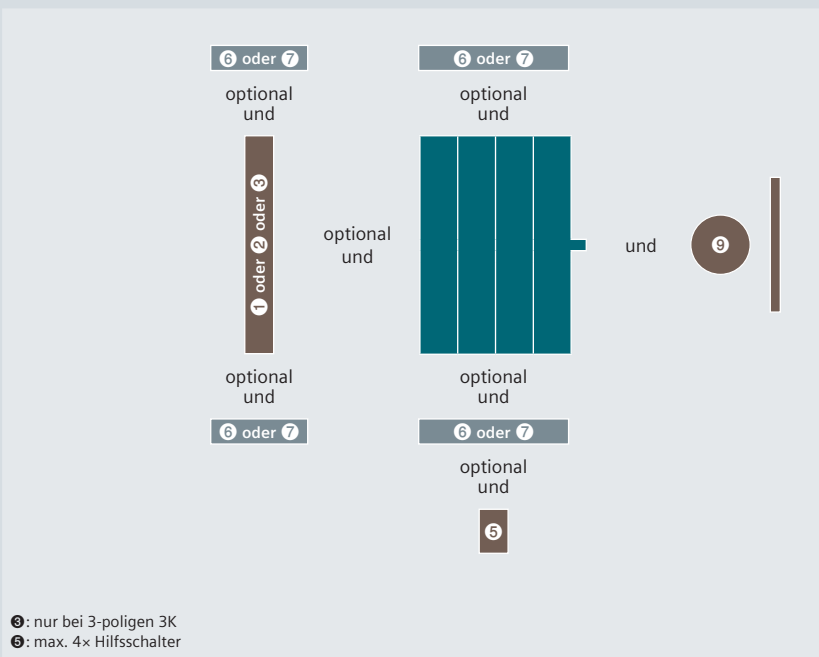 ❻ oder ❼
❻ oder ❼
optional
und
optional
und
❶ oder ❷ oder ❸
optional
und
und
❾
optional
und
optional
und
❻ oder ❼
❻ oder ❼
optional
und
❺
❸: nur bei 3-poligen 3K
❺: max. 4× Hilfsschalter